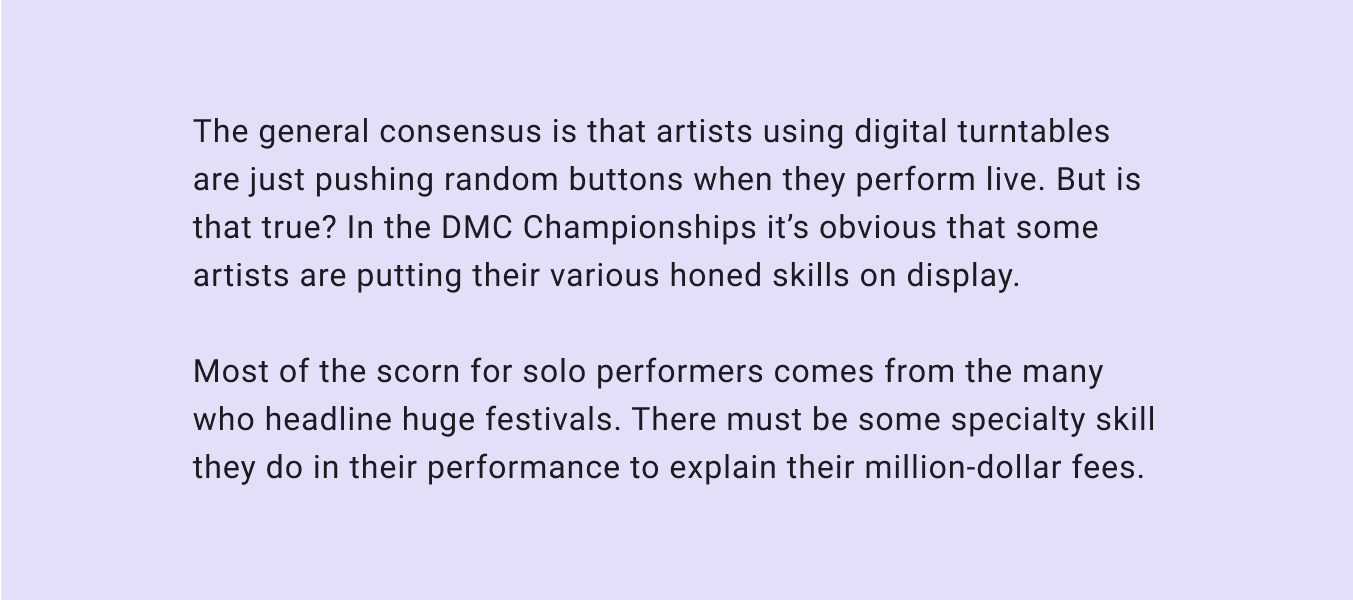 The general consensus is that artists using digital turntables
are just pushing random buttons when they perform live. But is
that true? In the DMC Championships it’s obvious that some
artists are putting their various honed skills on display.
Most of the scorn for solo performers comes from the many
who headline huge festivals. There must be some specialty skill
they do in their performance to explain their million-dollar fees.